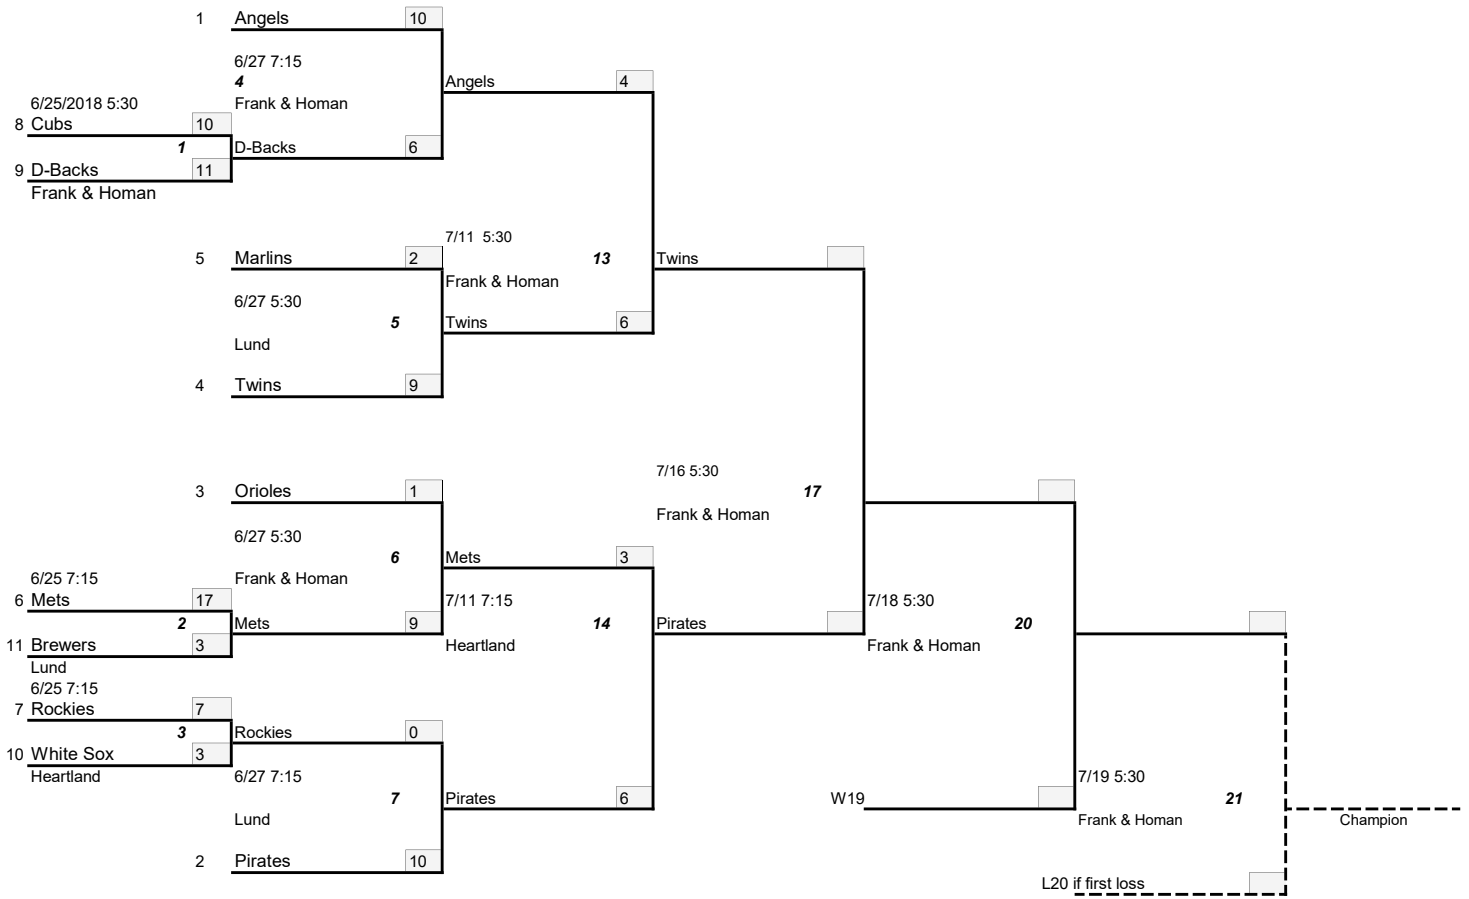 1 Angels 10
6/27 7:15
4
Angels 4
6/25/2018 5:30
Frank & Homan
8 Cubs 10
1
D-Backs 6
9 D-Backs 11
Frank & Homan
7/11 5:30
5 Marlins 2
13
Twins
Frank & Homan
6/27 5:30
5
Twins 6
Lund
4 Twins 9
7/16 5:30
3 Orioles 1
17
Frank & Homan
6/27 5:30
6
Mets 3
6/25 7:15
Frank & Homan
6 Mets 17
7/11 7:15
7/18 5:30
2
Mets 9
14
Pirates
20
11 Brewers 3
Heartland
Frank & Homan
Lund
6/25 7:15
7 Rockies 7
3
Rockies 0
10 White Sox 3
Heartland
6/27 7:15
7/19 5:30
7
Pirates 6
W19
21
Lund
Frank & Homan
Champion
2 Pirates 10
L20 if first loss